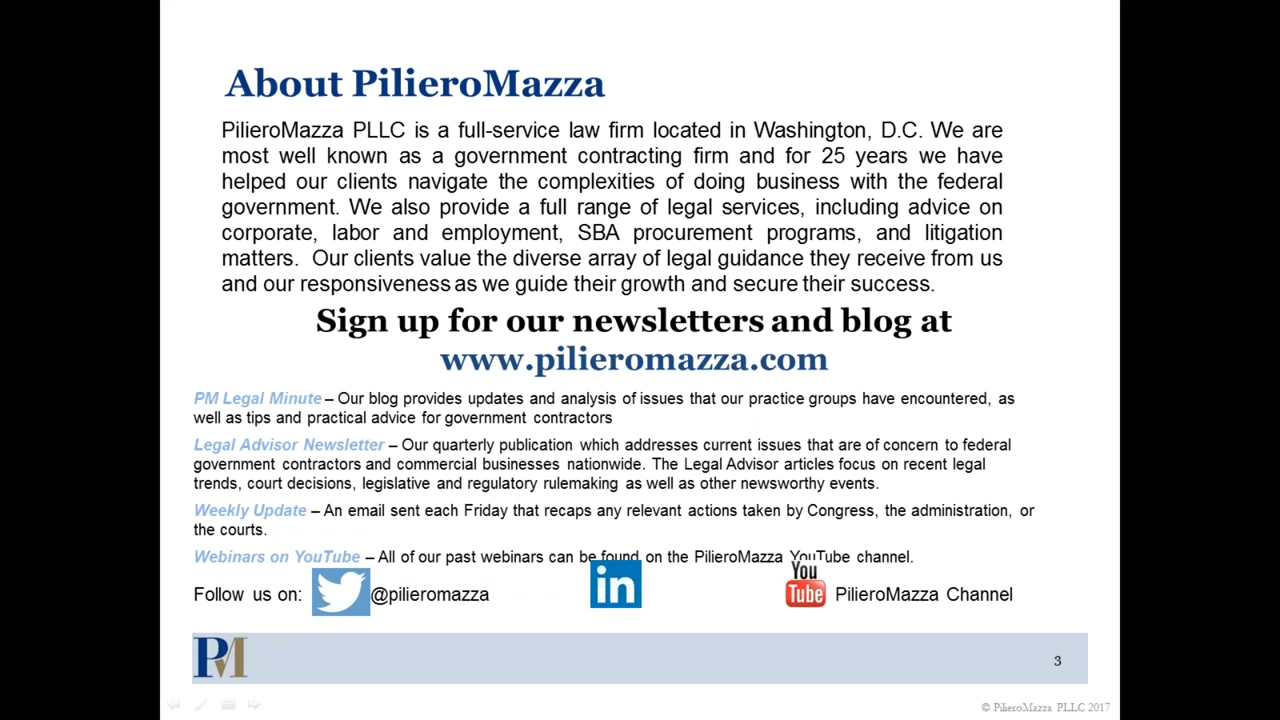 About PilieroMazza
PilieroMazza PLLC is a full-service law firm located in Washington, D.C. We are
most well known as a government contracting firm and for 25 years we have
helped our clients navigate the complexities of doing business with the federal
government. We also provide a full range of legal services, including advice on
corporate, labor and employment, SBA procurement programs, and litigation
matters. Our clients value the diverse array of legal guidance they receive from us
and our responsiveness as we guide their growth and secure their success.
Sign up for our newsletters and blog at
www.pilieromazza.com
PM Legal Minute – Our blog provides updates and analysis of issues that our practice groups have encountered, as
well as tips and practical advice for government contractors
Legal Advisor Newsletter – Our quarterly publication which addresses current issues that are of concern to federal
government contractors and commercial businesses nationwide. The Legal Advisor articles focus on recent legal
trends, court decisions, legislative and regulatory rulemaking as well as other newsworthy events.
Weekly Update – An email sent each Friday that recaps any relevant actions taken by Congress, the administration, or
the courts.
Webinars on YouTube – All of our past webinars can be found on the PilieroMazza YouTube channel.
Follow us on: @pilieromazza in You Tube PilieroMazza Channel
PM
3
© PilieroMazza PLLC 2017